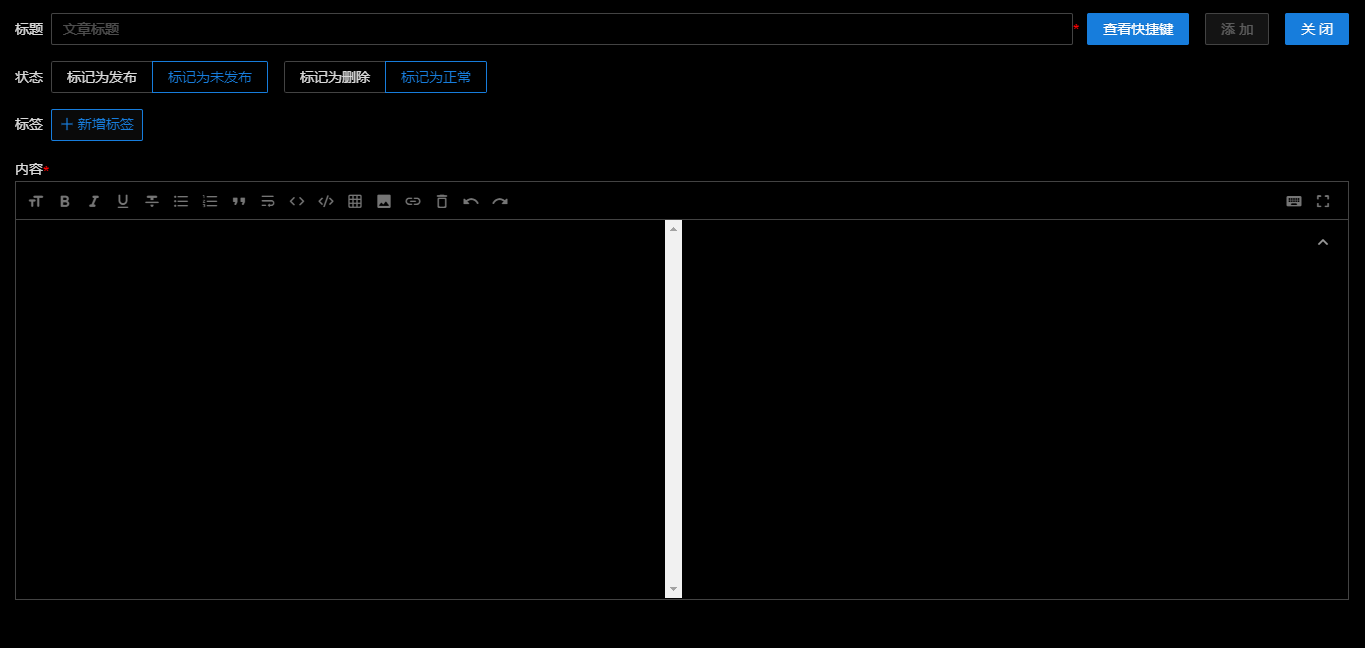 标题 文章标题 * 查看快捷键 添 加 关 闭
状态 标记为发布 标记为未发布 标记为删除 标记为正常
标签 + 新增标签
内容*